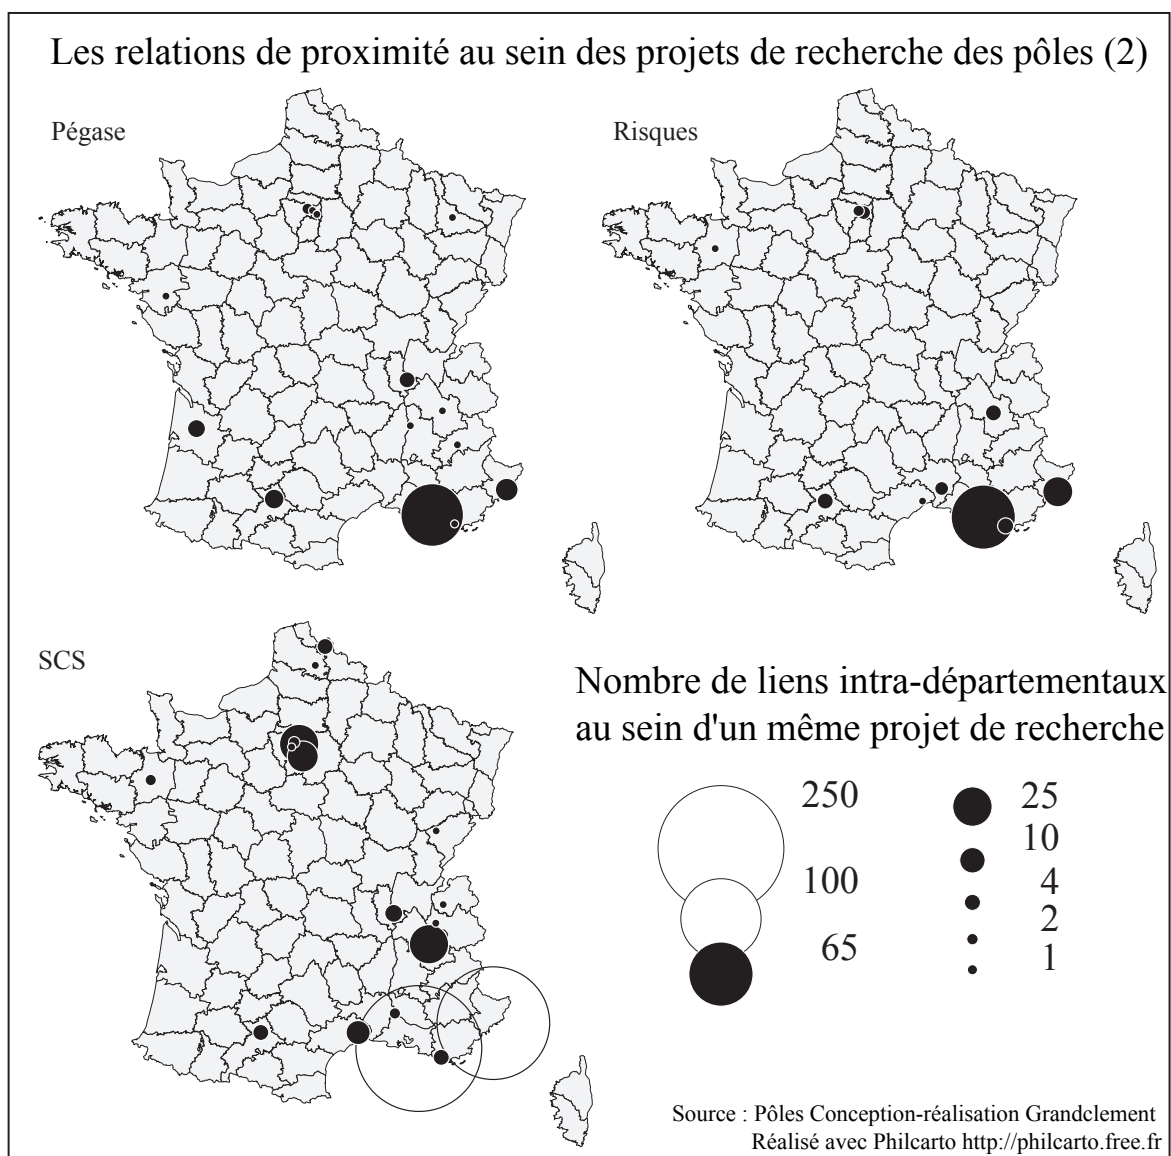 Les relations de proximité au sein des projets de recherche des pôles (2)
Pégase
Risques
SCS
Nombre de liens intra-départementaux
au sein d'un même projet de recherche
250
100
65
25
10
4
2
1
Source : Pôles Conception-réalisation Grandclement
Réalisé avec Philcarto http://philcarto.free.fr